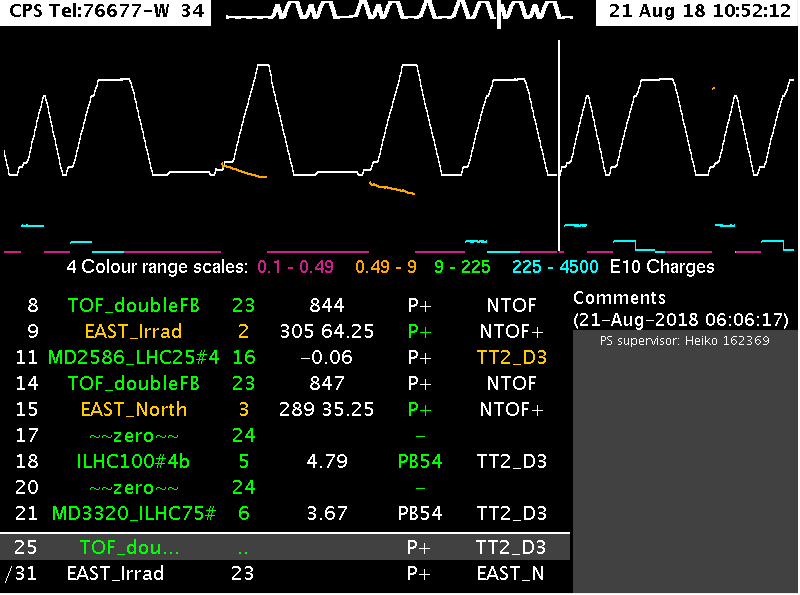 CPS Tel:76677-W 34
21 Aug 18 10:52:12
4 Colour range scales: 0.1 - 0.49 0.49 - 9 9 - 225 225 - 4500 E10 Charges
8 TOF_doubleFB 23 844 P+ NTOF
9 EAST_Irrad 2 305 64.25 P+ NTOF+
11 MD2586_LHC25#4 16 −0.06 P+ TT2_D3
14 TOF_doubleFB 23 847 P+ NTOF
15 EAST_North 3 289 35.25 P+ NTOF+
17 ~~zero~~ 24 −
18 ILHC100#4b 5 4.79 PB54 TT2_D3
20 ~~zero~~ 24 −
21 MD3320_ILHC75# 6 3.67 PB54 TT2_D3
25 TOF_dou... .. P+ TT2_D3
/31 EAST_Irrad 23 P+ EAST_N
Comments
(21-Aug-2018 06:06:17)
PS supervisor: Heiko 162369